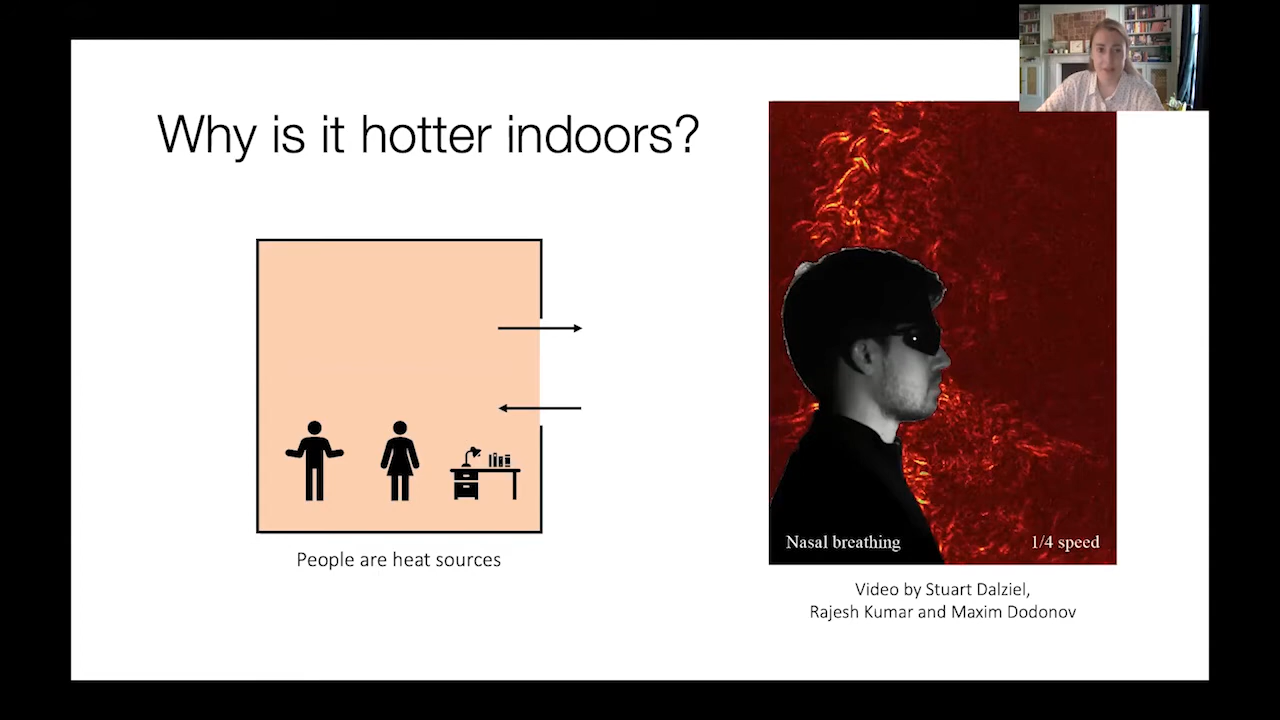 Why is it hotter indoors?
People are heat sources
Nasal breathing
1/4 speed
Video by Stuart Dalziel,
Rajesh Kumar and Maxim Dodonov